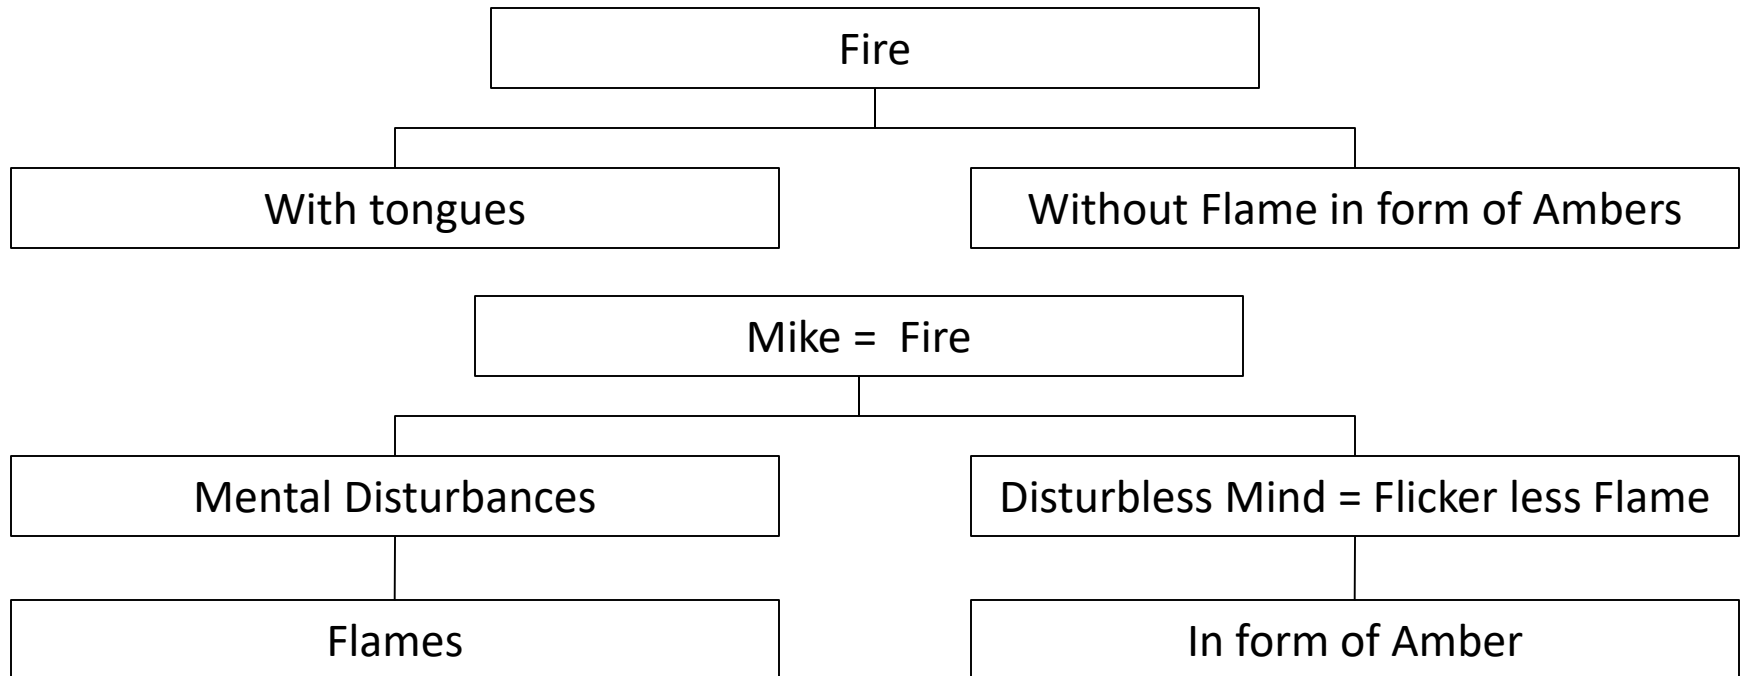 Fire
With tongues
Without Flame in form of Ambers
Mike =  Fire
Mental Disturbances
Disturbless Mind = Flicker less Flame
Flames
In form of Amber